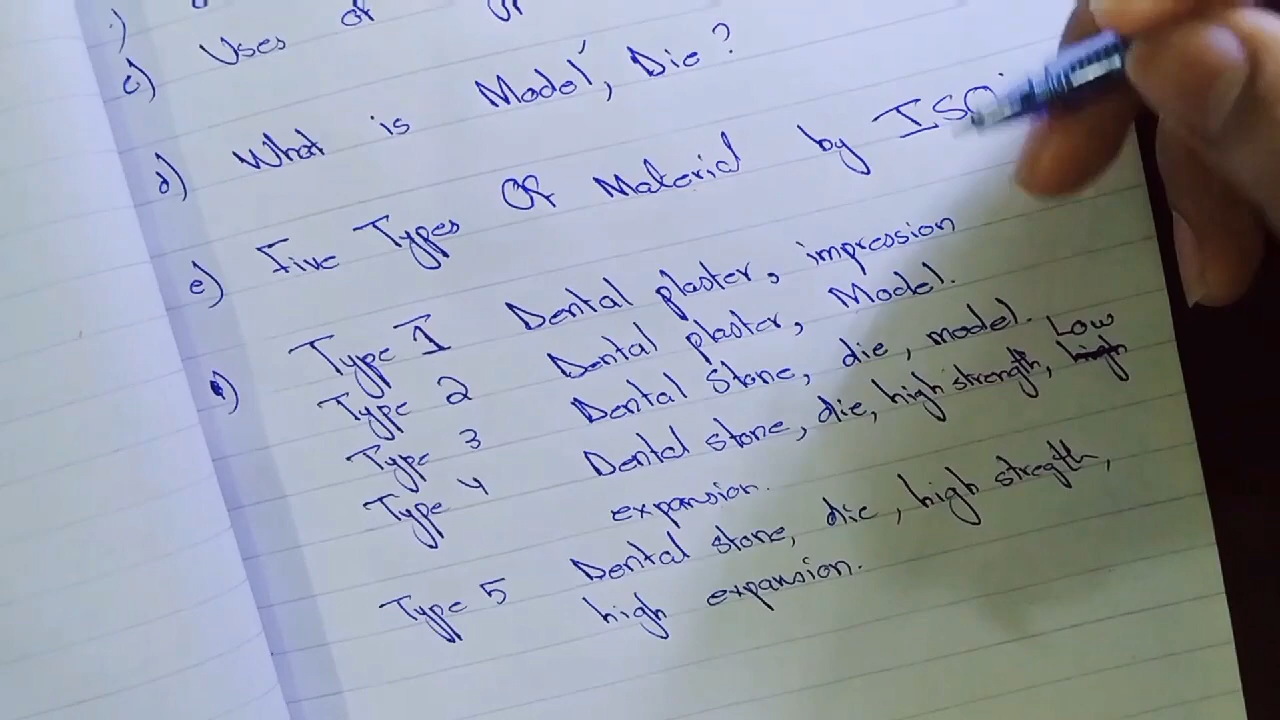 c) Uses of
d) What is Model, Die?
e) Five Types Of Material by ISO.
Type 1 Dental plaster, impression
Type 2 Dental plaster, Model.
Type 3 Dental Stone, die, model.
Type 4 Dental stone, die, high strength, Low high
expansion.
Type 5 Dental stone, die, high stregth,
high expansion.